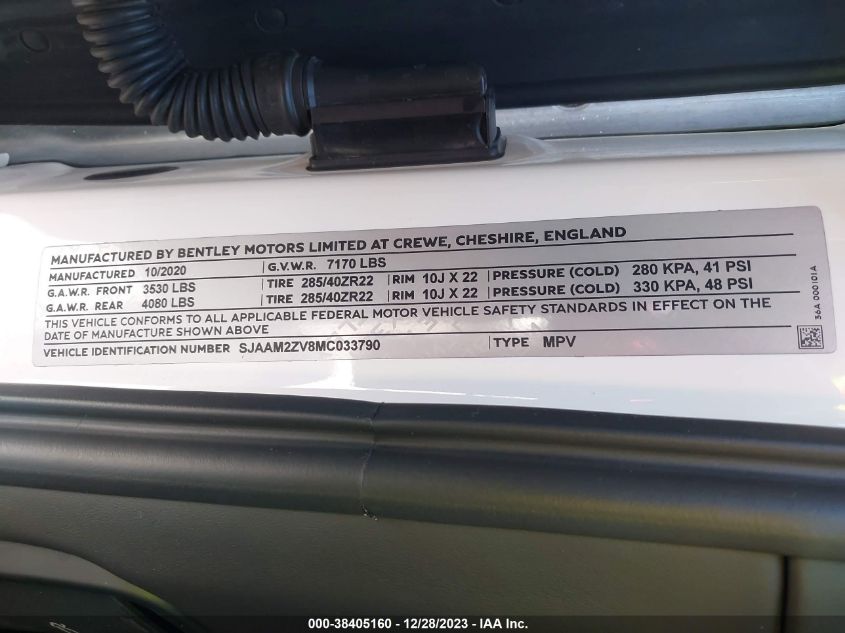 MANUFACTURED BY BENTLEY MOTORS LIMITED AT CREWE, CHESHIRE, ENGLAND
MANUFACTURED 10/2020 G.V.W.R. 7170 LBS
G.A.W.R. FRONT 3530 LBS TIRE 285/40ZR22 RIM 10J X 22 PRESSURE (COLD) 280 KPA, 41 PSI
G.A.W.R. REAR 4080 LBS TIRE 285/40ZR22 RIM 10J X 22 PRESSURE (COLD) 330 KPA, 48 PSI
THIS VEHICLE CONFORMS TO ALL APPLICABLE FEDERAL MOTOR VEHICLE SAFETY STANDARDS IN EFFECT ON THE
DATE OF MANUFACTURE SHOWN ABOVE
VEHICLE IDENTIFICATION NUMBER SJAAM2ZV8MC033790 TYPE MPV
36A 000101A
000-38405160 - 12/28/2023 - IAA Inc.